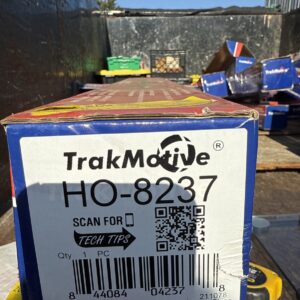 TrakMotive®
HO-8237
SCAN FOR
TECH TIPS
Qty 1 PC
8 44084 04237 8